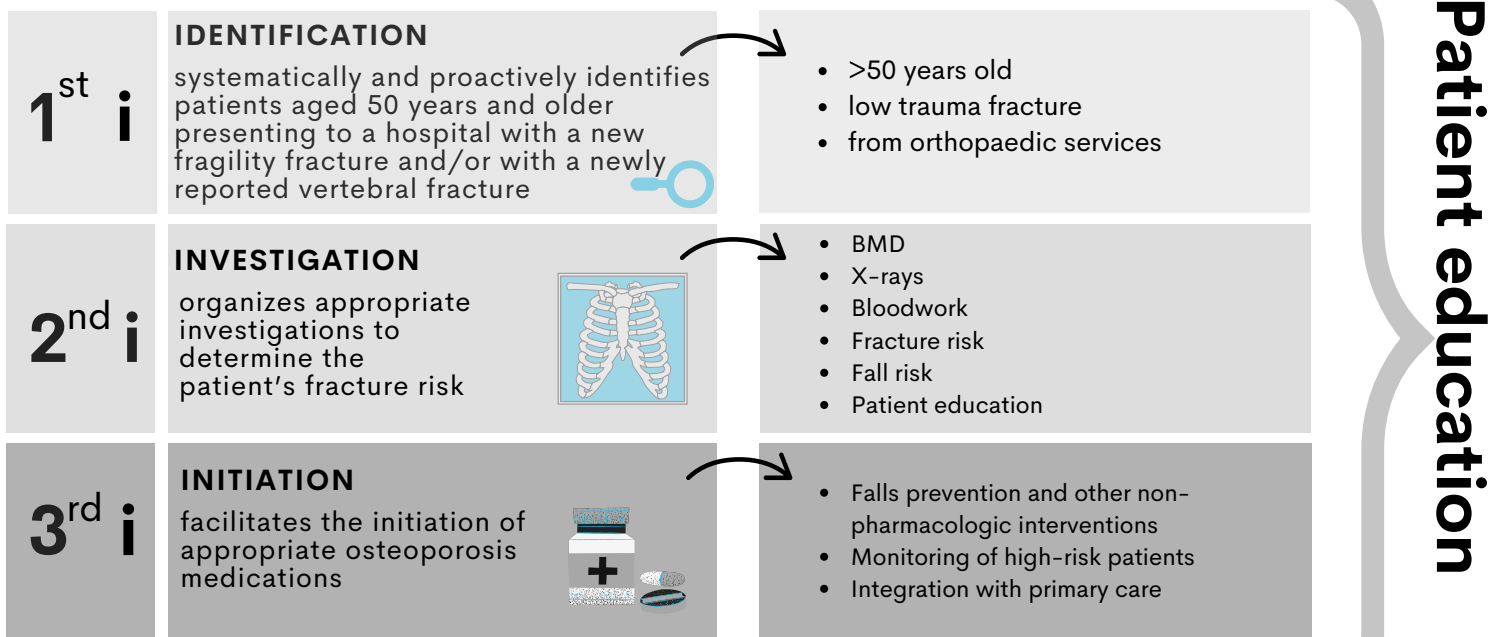 1st i
IDENTIFICATION
systematically and proactively identifies
patients aged 50 years and older
presenting to a hospital with a new
fragility fracture and/or with a newly
reported vertebral fracture
• >50 years old
• low trauma fracture
• from orthopaedic services
2nd i
INVESTIGATION
organizes appropriate
investigations to
determine the
patient's fracture risk
• BMD
• X-rays
• Bloodwork
• Fracture risk
• Fall risk
• Patient education
3rd i
INITIATION
facilitates the initiation of
appropriate osteoporosis
medications
• Falls prevention and other non-
pharmacologic interventions
• Monitoring of high-risk patients
• Integration with primary care
Patient education